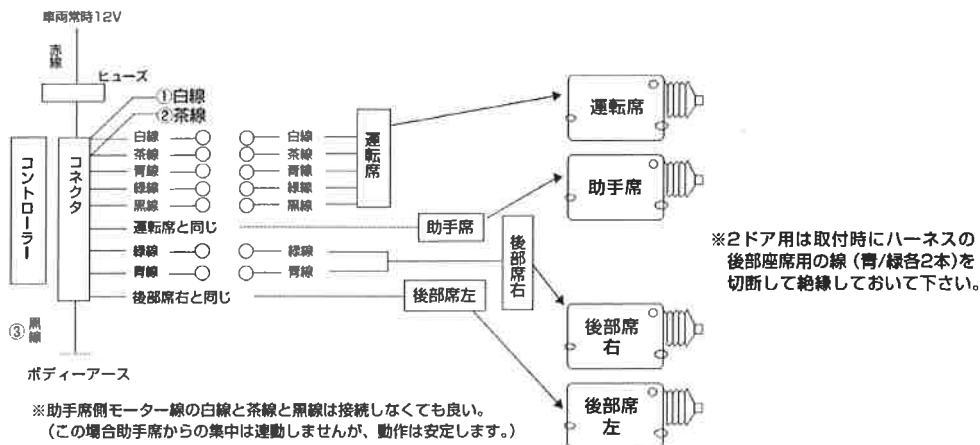 車両常時12V
赤線
ヒューズ
①白線
②茶線
コントローラー
コネクタ
白線 白線
茶線 茶線
青線 青線
緑線 緑線
黒線 黒線
運転席
運転席と同じ
助手席
緑線 緑線
青線 青線
後部席右
後部席右と同じ
後部席左
③黒線
ボディーアース
運転席
助手席
後部席
右
後部席
左
※2ドア用は取付時にハーネスの
後部座席用の線（青/緑各2本）を
切断して絶縁しておいて下さい。
※助手席側モーター線の白線と茶線と黒線は接続しなくても良い。
（この場合助手席からの集中は連動しませんが、動作は安定します。）